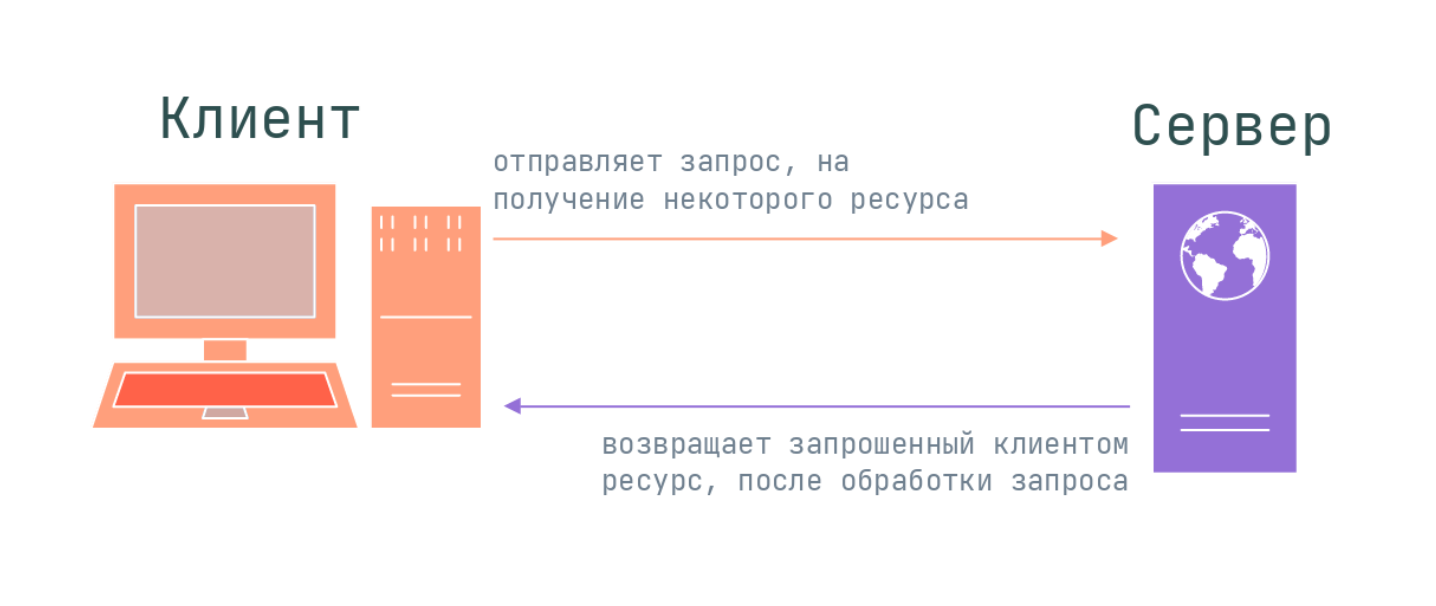 Клиент
Сервер
отправляет запрос, на
получение некоторого ресурса
возвращает запрошенный клиентом
ресурс, после обработки запроса